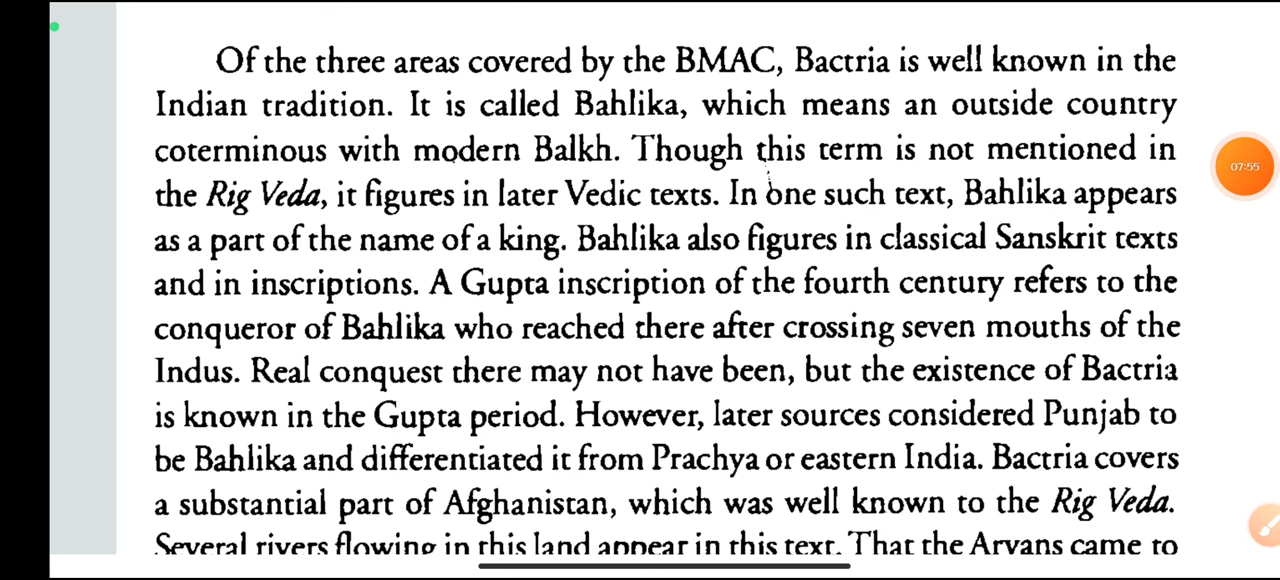 Of the three areas covered by the BMAC, Bactria is well known in the
Indian tradition. It is called Bahlika, which means an outside country
coterminous with modern Balkh. Though this term is not mentioned in
the Rig Veda, it figures in later Vedic texts. In one such text, Bahlika appears
as a part of the name of a king. Bahlika also figures in classical Sanskrit texts
and in inscriptions. A Gupta inscription of the fourth century refers to the
conqueror of Bahlika who reached there after crossing seven mouths of the
Indus. Real conquest there may not have been, but the existence of Bactria
is known in the Gupta period. However, later sources considered Punjab to
be Bahlika and differentiated it from Prachya or eastern India. Bactria covers
a substantial part of Afghanistan, which was well known to the Rig Veda.
Several rivers flowing in this land appear in this text. That the Aryans came to
07:55